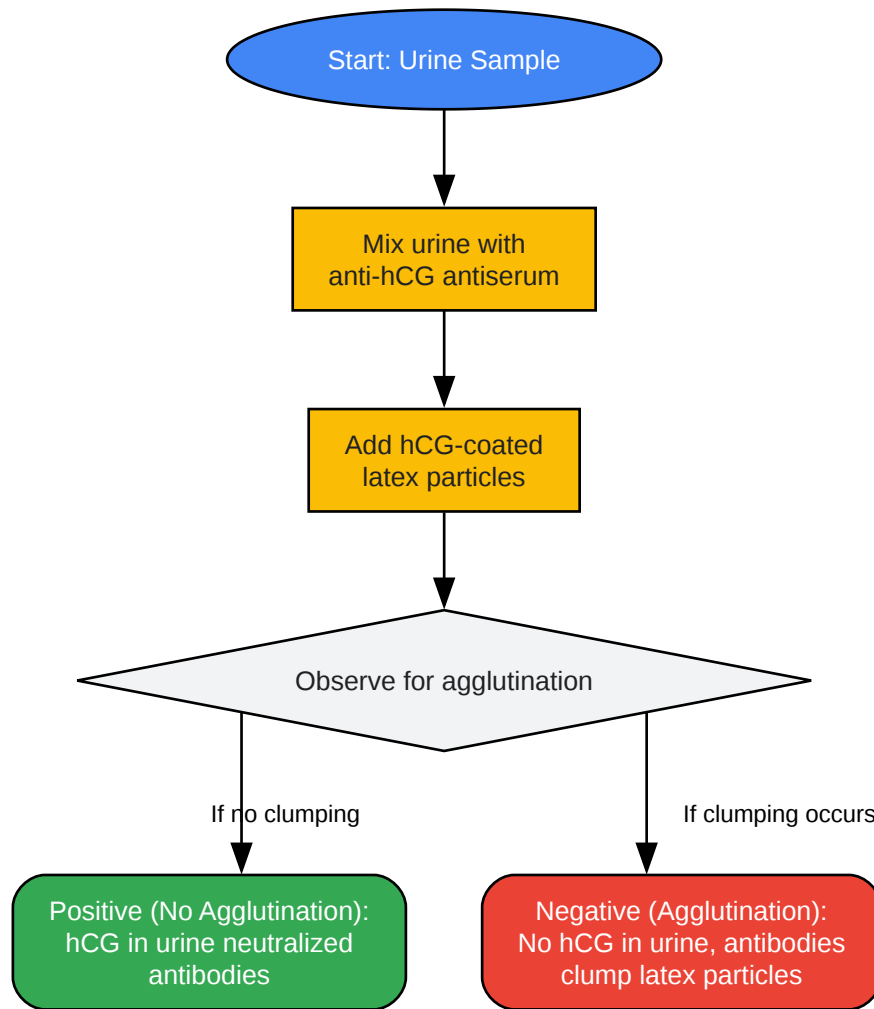 Start: Urine Sample
Mix urine with
anti-hCG antiserum
Add hCG-coated
latex particles
Observe for agglutination
If no clumping
If clumping occurs
Positive (No Agglutination):
hCG in urine neutralized
antibodies
Negative (Agglutination):
No hCG in urine, antibodies
clump latex particles